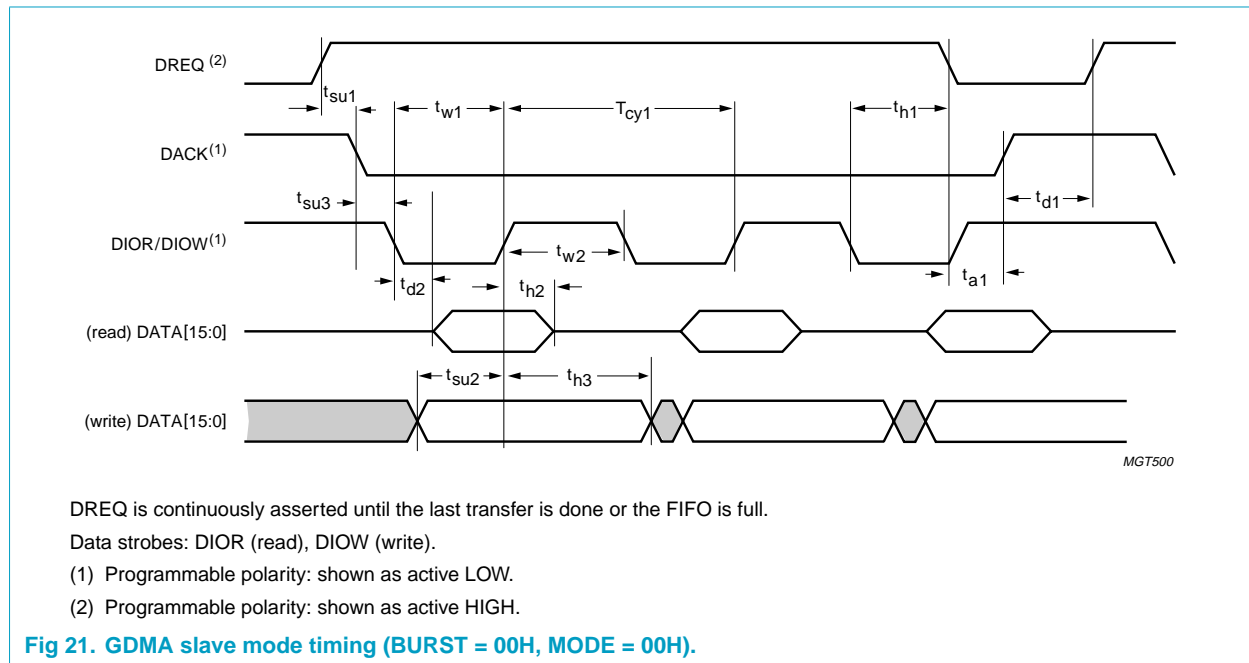 DREQ (2)
tsu1
tw1
Tcy1
th1
DACK(1)
tsu3
td1
DIOR/DIOW(1)
tw2
td2
th2
ta1
(read) DATA[15:0]
tsu2
th3
(write) DATA[15:0]
MGT500
DREQ is continuously asserted until the last transfer is done or the FIFO is full.
Data strobes: DIOR (read), DIOW (write).
(1) Programmable polarity: shown as active LOW.
(2) Programmable polarity: shown as active HIGH.
Fig 21. GDMA slave mode timing (BURST = 00H, MODE = 00H).